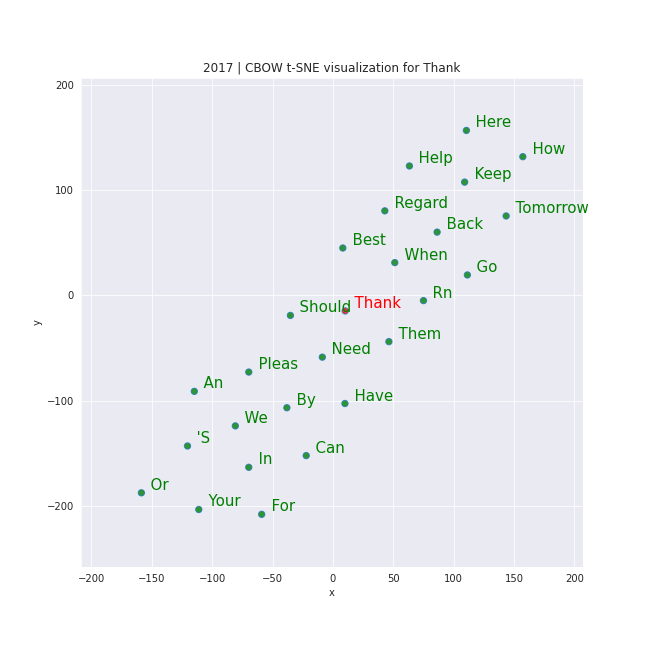 2017 | CBOW t-SNE visualization for Thank
200
100
0
−100
−200
y
Here
How
Help
Keep
Regard
Tomorrow
Back
Best
When
Go
Rn
Thank
Should
Them
Need
Pleas
An
Have
By
We
'S
Can
In
Or
Your
For
−200 −150 −100 −50 0 50 100 150 200
x